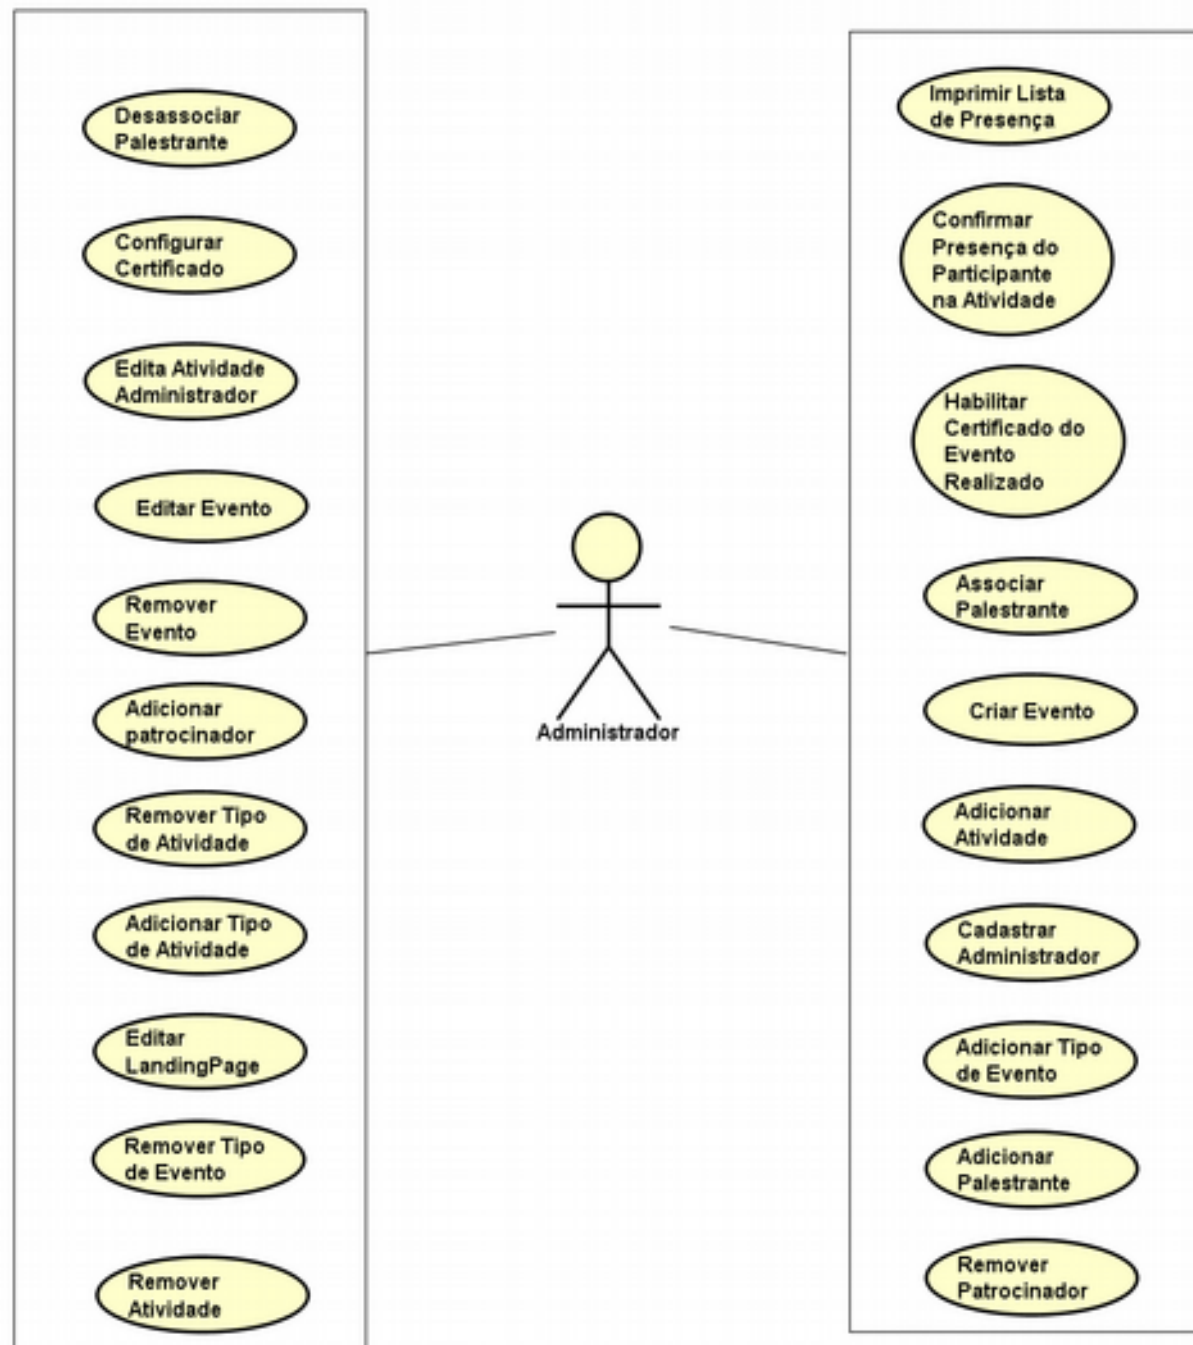 Desassociar
Palestrante
Configurar
Certificado
Edita Atividade
Administrador
Editar Evento
Remover
Evento
Adicionar
patrocinador
Remover Tipo
de Atividade
Adicionar Tipo
de Atividade
Editar
LandingPage
Remover Tipo
de Evento
Remover
Atividade
Administrador
Imprimir Lista
de Presença
Confirmar
Presença do
Participante
na Atividade
Habilitar
Certificado do
Evento
Realizado
Associar
Palestrante
Criar Evento
Adicionar
Atividade
Cadastrar
Administrador
Adicionar Tipo
de Evento
Adicionar
Palestrante
Remover
Patrocinador